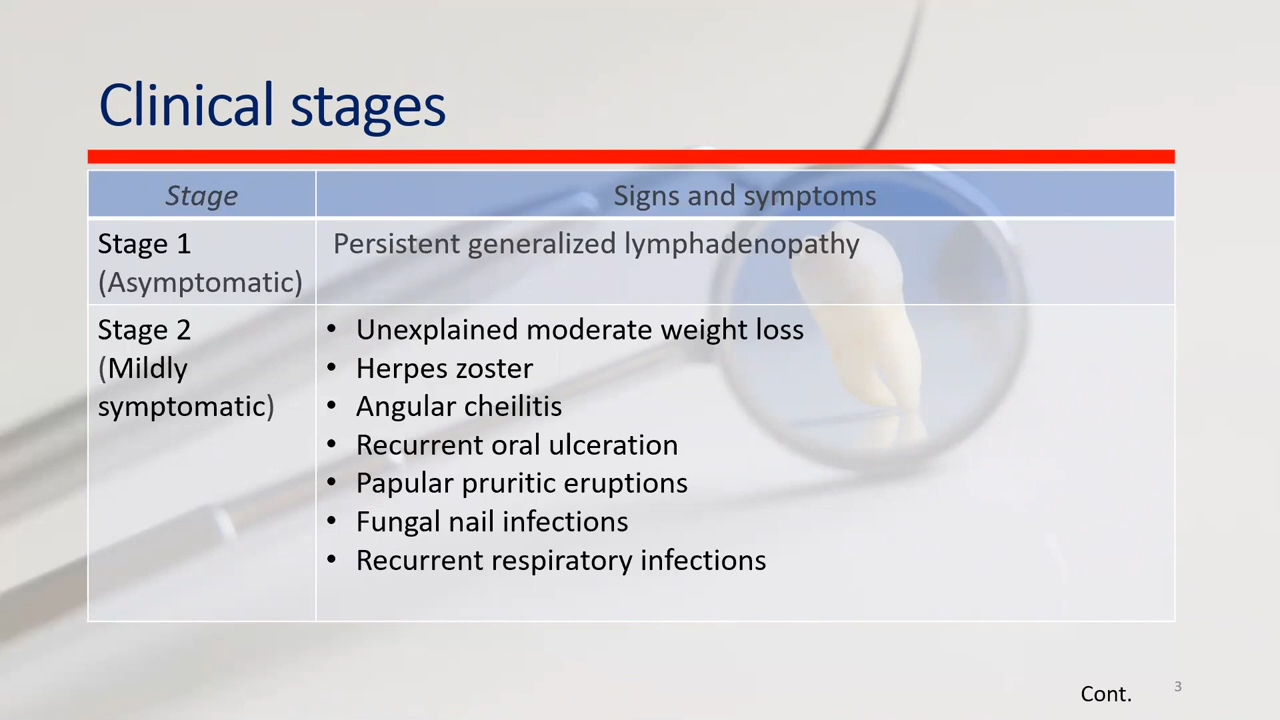 Clinical stages
Stage
Signs and symptoms
Stage 1
(Asymptomatic)
Persistent generalized lymphadenopathy
Stage 2
(Mildly
symptomatic)
• Unexplained moderate weight loss
• Herpes zoster
• Angular cheilitis
• Recurrent oral ulceration
• Papular pruritic eruptions
• Fungal nail infections
• Recurrent respiratory infections
Cont.
3